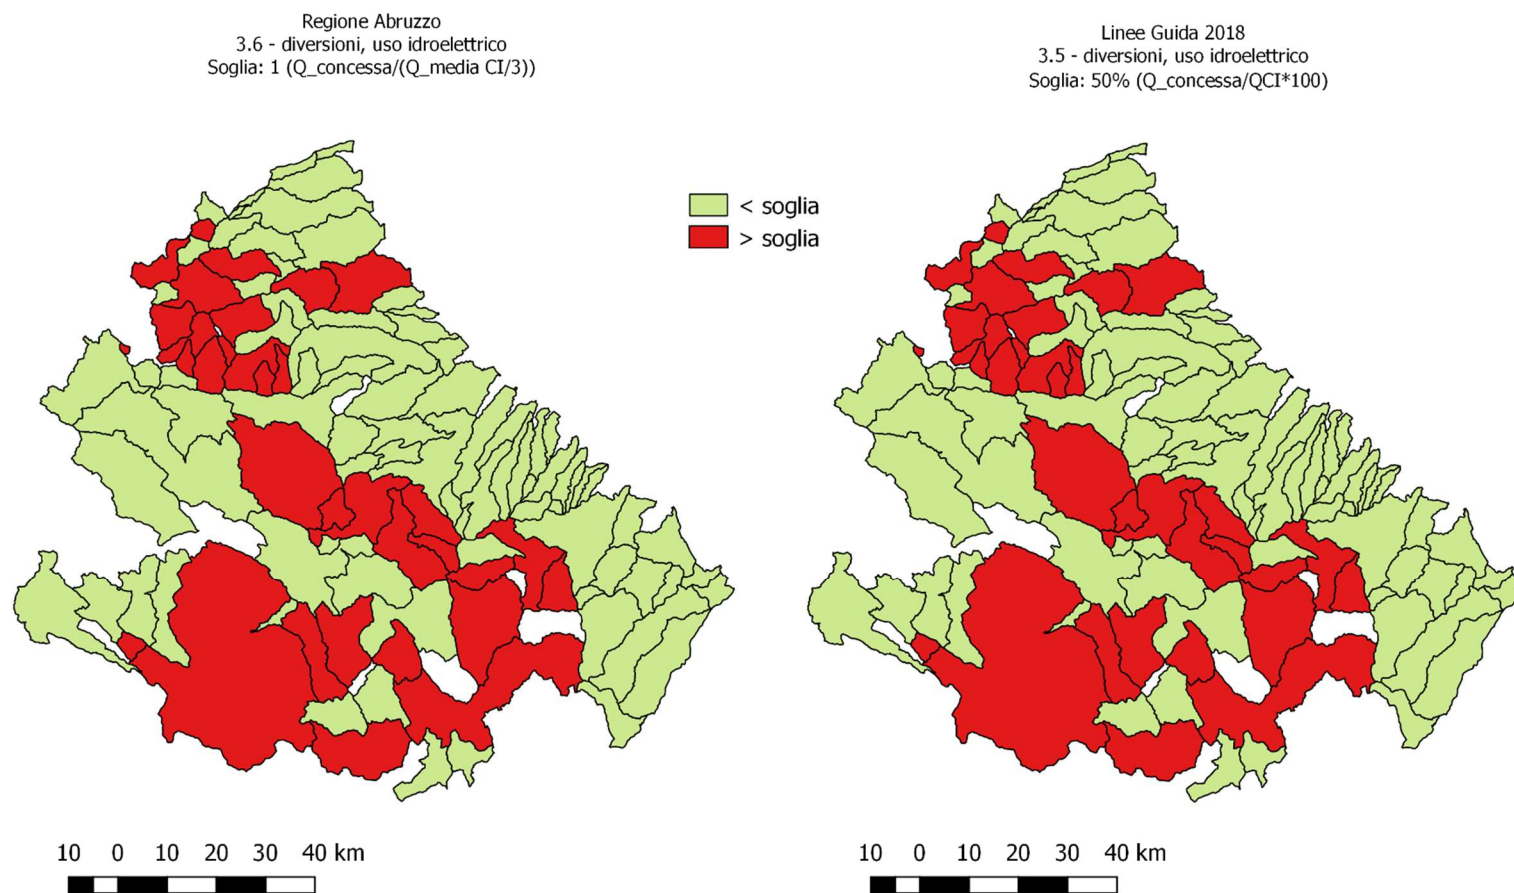 Regione Abruzzo
3.6 - diversioni, uso idroelettrico
Soglia: 1 (Q_concessa/(Q_media CI/3))
Linee Guida 2018
3.5 - diversioni, uso idroelettrico
Soglia: 50% (Q_concessa/QCI*100)
< soglia
> soglia
10 0 10 20 30 40 km
10 0 10 20 30 40 km